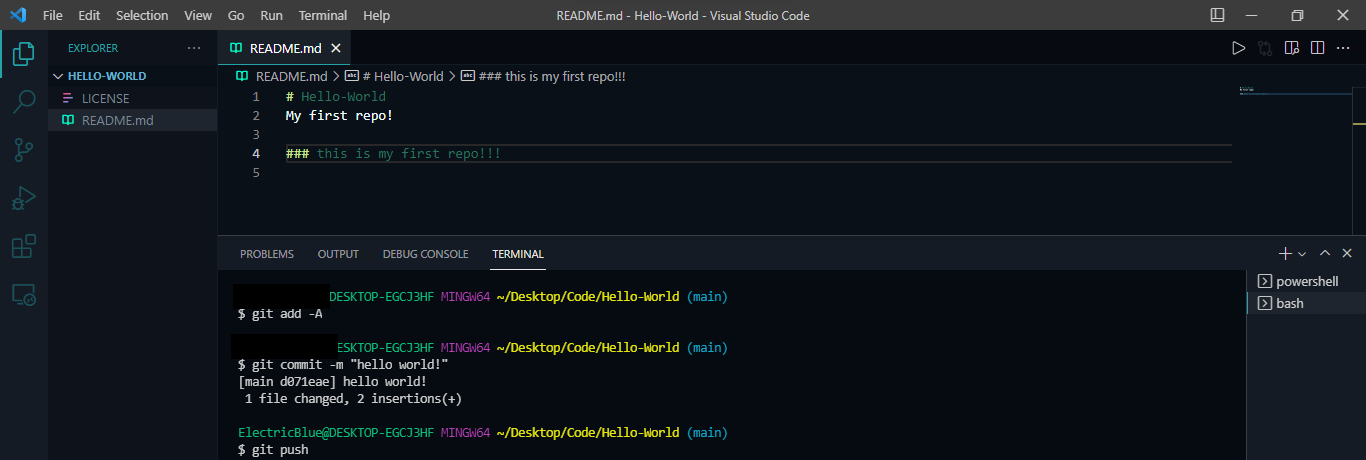 File Edit Selection View Go Run Terminal Help README.md - Hello-World - Visual Studio Code
EXPLORER ···
HELLO-WORLD
LICENSE
README.md
README.md
README.md > # Hello-World > ### this is my first repo!!!
1 # Hello-World
2 My first repo!
3
4 ### this is my first repo!!!
5
PROBLEMS OUTPUT DEBUG CONSOLE TERMINAL
powershell
bash
DESKTOP-EGCJ3HF MINGW64 ~/Desktop/Code/Hello-World (main)
$ git add -A
ESKTOP-EGCJ3HF MINGW64 ~/Desktop/Code/Hello-World (main)
$ git commit -m "hello world!"
[main d071eae] hello world!
1 file changed, 2 insertions(+)
ElectricBlue@DESKTOP-EGCJ3HF MINGW64 ~/Desktop/Code/Hello-World (main)
$ git push